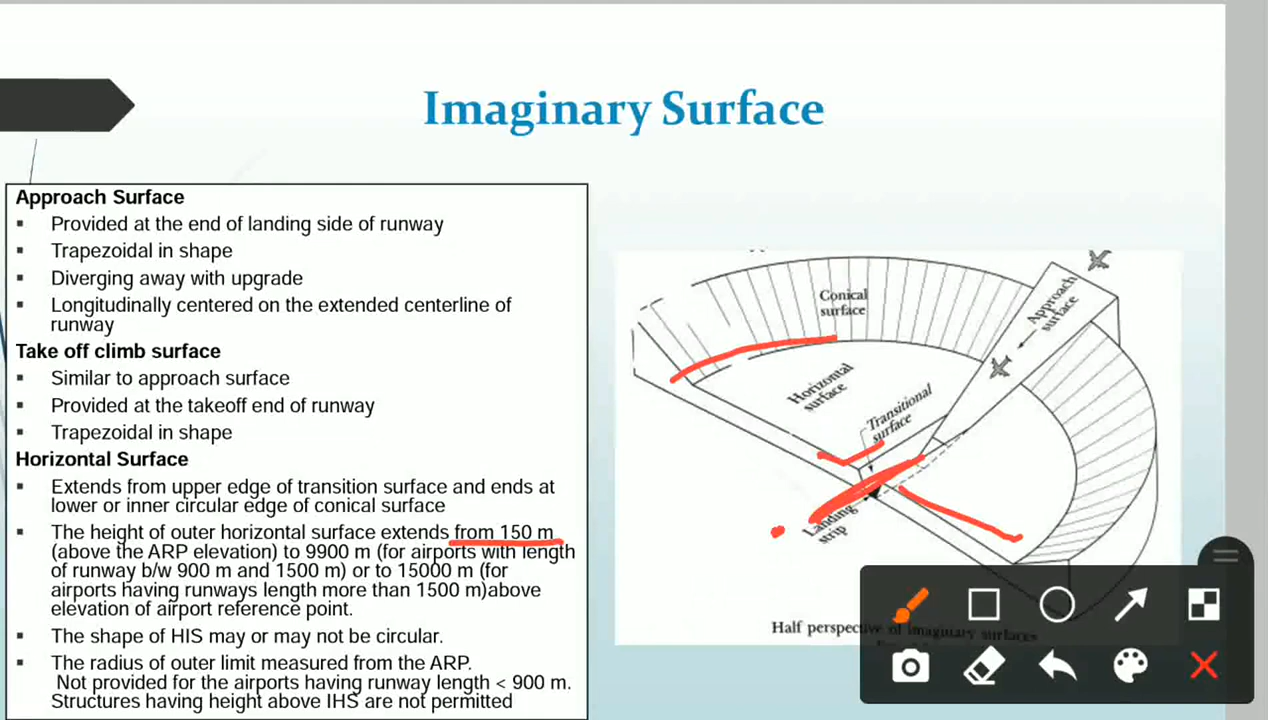 Imaginary Surface
Approach Surface
▪ Provided at the end of landing side of runway
▪ Trapezoidal in shape
▪ Diverging away with upgrade
▪ Longitudinally centered on the extended centerline of
runway
Take off climb surface
▪ Similar to approach surface
▪ Provided at the takeoff end of runway
▪ Trapezoidal in shape
Horizontal Surface
▪ Extends from upper edge of transition surface and ends at
lower or inner circular edge of conical surface
▪ The height of outer horizontal surface extends from 150 m
(above the ARP elevation) to 9900 m (for airports with length
of runway b/w 900 m and 1500 m) or to 15000 m (for
airports having runways length more than 1500 m)above
elevation of airport reference point.
▪ The shape of HIS may or may not be circular.
▪ The radius of outer limit measured from the ARP.
Not provided for the airports having runway length < 900 m.
Structures having height above IHS are not permitted
Conical
surface
Approach
surface
Horizontal
surface
Transitional
surface
Landing
strip
Half perspective of imaginary surfaces